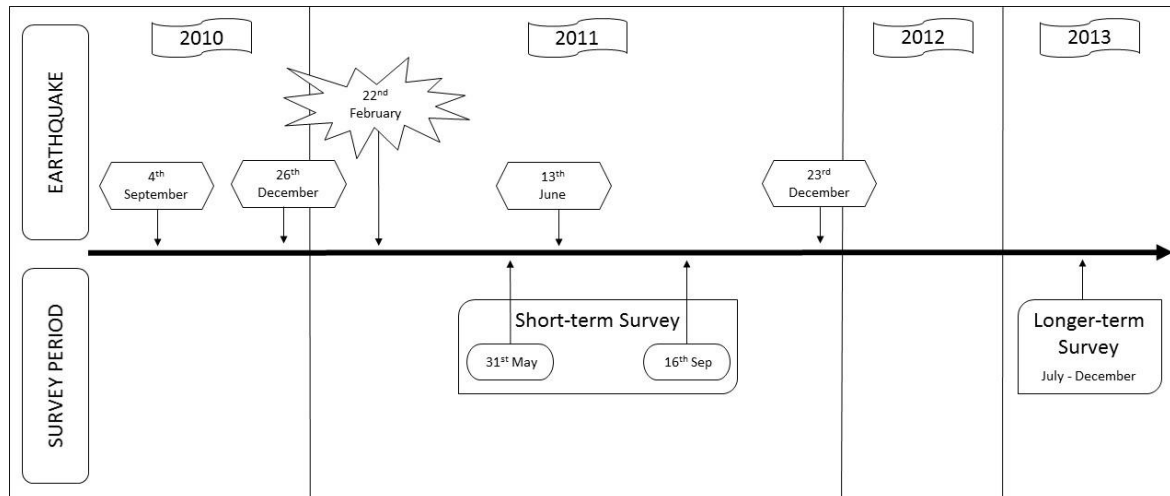 2010
2011
2012
2013
EARTHQUAKE
22nd
February
4th
September
26th
December
13th
June
23rd
December
SURVEY PERIOD
Short-term Survey
31st May
16th Sep
Longer-term
Survey
July - December